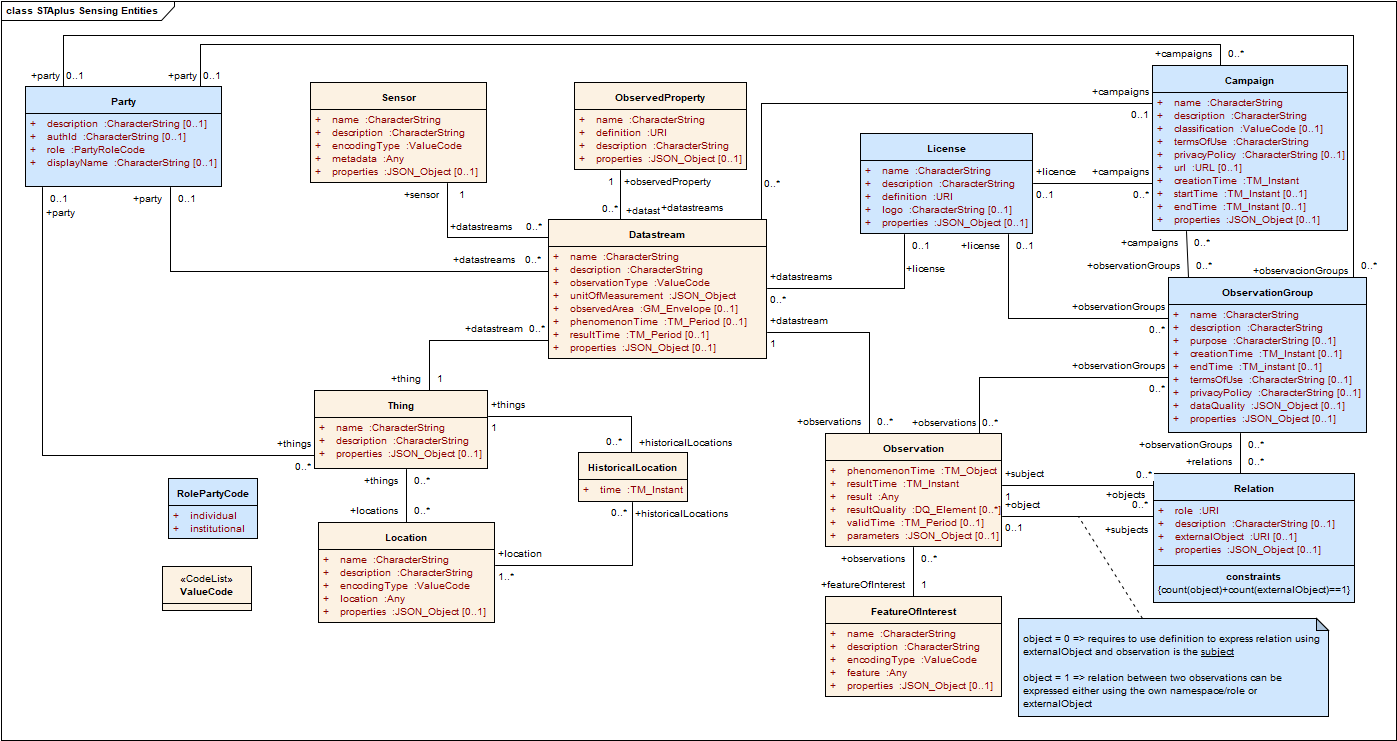 class STAplus Sensing Entities
+party 0..1
+party 0..1
+campaigns 0..*
Party
+ description :CharacterString [0..1]
+ authId :CharacterString [0..1]
+ role :PartyRoleCode
+ displayName :CharacterString [0..1]
0..1
+party
+party 0..1
Sensor
+ name :CharacterString
+ description :CharacterString
+ encodingType :ValueCode
+ metadata :Any
+ properties :JSON_Object [0..1]
+sensor 1
+datastreams 0..*
ObservedProperty
+ name :CharacterString
+ definition :URI
+ description :CharacterString
+ properties :JSON_Object [0..1]
1 +observedProperty
0..* +datast +datastreams
0..*
+campaigns
0..1
License
+ name :CharacterString
+ description :CharacterString
+ definition :URI
+ logo :CharacterString [0..1]
+ properties :JSON_Object [0..1]
+licence +campaigns
0..1 0..*
0..1
+license
+license 0..1
Campaign
+ name :CharacterString
+ description :CharacterString
+ classification :ValueCode [0..1]
+ termsOfUse :CharacterString
+ privacyPolicy :CharacterString [0..1]
+ url :URL [0..1]
+ creationTime :TM_Instant
+ startTime :TM_Instant [0..1]
+ endTime :TM_Instant [0..1]
+ properties :JSON_Object [0..1]
+campaigns 0..*
+observationGroups 0..*
+observacionGroups 0..*
Datastream
+ name :CharacterString
+ description :CharacterString
+ observationType :ValueCode
+ unitOfMeasurement :JSON_Object
+ observedArea :GM_Envelope [0..1]
+ phenomenonTime :TM_Period [0..1]
+ resultTime :TM_Period [0..1]
+ properties :JSON_Object [0..1]
+datastreams 0..*
+datastreams
0..*
+datastream
1
+datastream 0..*
ObservationGroup
+ name :CharacterString
+ description :CharacterString
+ purpose :CharacterString [0..1]
+ creationTime :TM_Instant [0..1]
+ endTime :TM_instant [0..1]
+ termsOfUse :CharacterString [0..1]
+ privacyPolicy :CharacterString [0..1]
+ dataQuality :JSON_Object [0..1]
+ properties :JSON_Object [0..1]
+observationGroups
0..*
+observationGroups
0..*
+observationGroups 0..*
+relations 0..*
+thing 1
Thing
+ name :CharacterString
+ description :CharacterString
+ properties :JSON_Object [0..1]
+things
1
+things
0..*
+things 0..*
+locations 0..*
0..* +historicalLocations
HistoricalLocation
+ time :TM_Instant
0..* +historicalLocations
Location
+ name :CharacterString
+ description :CharacterString
+ encodingType :ValueCode
+ location :Any
+ properties :JSON_Object [0..1]
+location
1..*
RolePartyCode
+ individual
+ institutional
«CodeList»
ValueCode
+observations 0..*
+observations 0..*
Observation
+ phenomenonTime :TM_Object
+ resultTime :TM_Instant
+ result :Any
+ resultQuality :DQ_Element [0..*]
+ validTime :TM_Period [0..1]
+ parameters :JSON_Object [0..1]
+subject 0..*
1 +objects
+object 0..*
0..1 +subjects
+observations 0..*
+featureOfInterest 1
FeatureOfInterest
+ name :CharacterString
+ description :CharacterString
+ encodingType :ValueCode
+ feature :Any
+ properties :JSON_Object [0..1]
Relation
+ role :URI
+ description :CharacterString [0..1]
+ externalObject :URI [0..1]
+ properties :JSON_Object [0..1]
constraints
{count(object)+count(externalObject)==1}
object = 0 => requires to use definition to express relation using
externalObject and observation is the subject
object = 1 => relation between two observations can be
expressed either using the own namespace/role or
externalObject